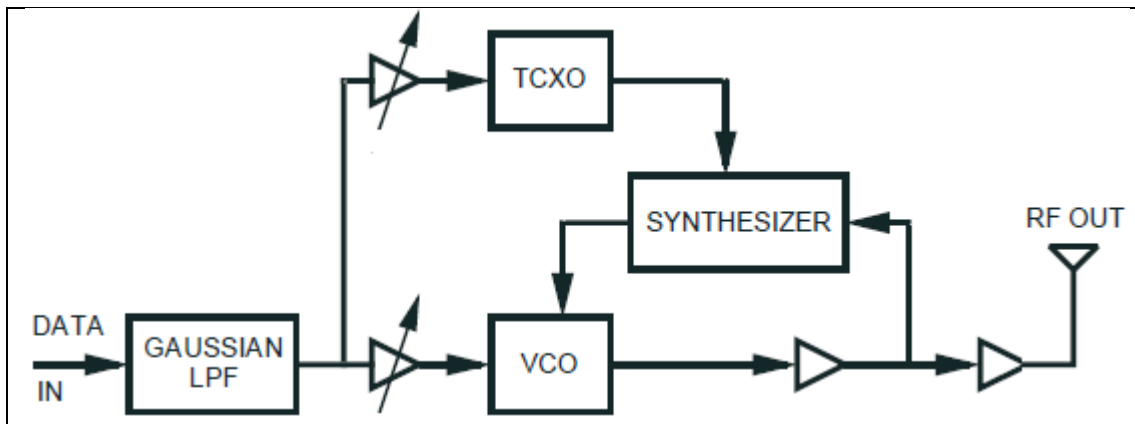 TCXO
SYNTHESIZER
RF OUT
DATA
IN
GAUSSIAN
LPF
VCO